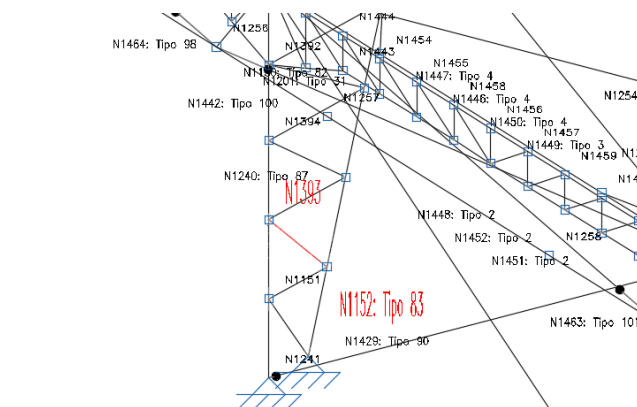 N1444
N1256
N1454
N1464: Tipo 98
N1392
N1443
N1455
N1447: Tipo 4
N1201: Tipo 31
N1458
N1254
N1257
N1442: Tipo 100
N1446: Tipo 4
N1456
N1394
N1450: Tipo 4
N1457
N1449: Tipo 3
N1459
N1240: Tipo 87
N1393
N1448: Tipo 2
N1452: Tipo 2
N1258
N1451: Tipo 2
N1151
N1152: Tipo 83
N1463: Tipo 101
N1429: Tipo 90
N1241